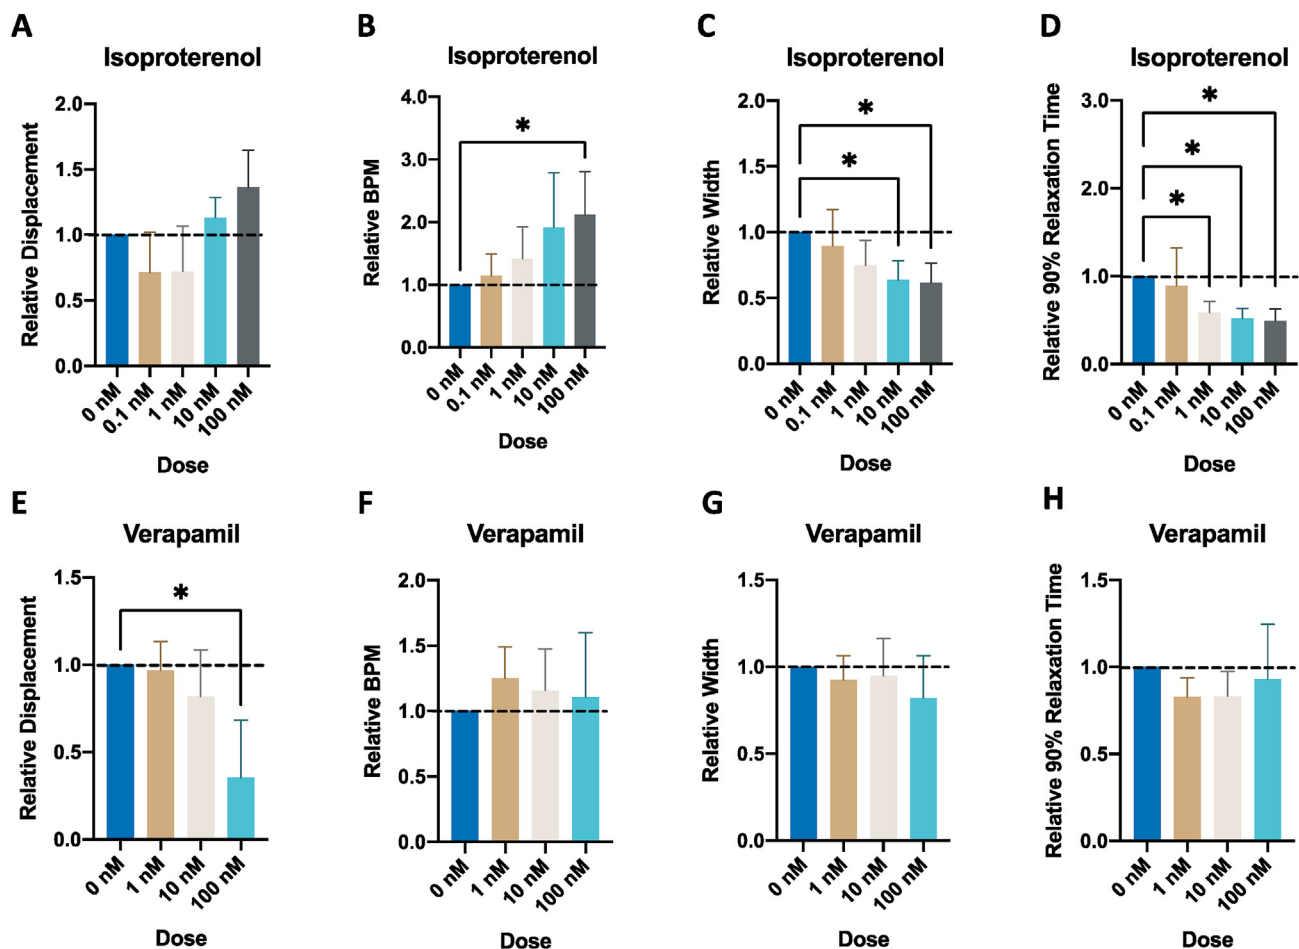 A
Isoproterenol
Relative Displacement
2.0
1.5
1.0
0.5
0.0
0 nM
0.1 nM
1 nM
10 nM
100 nM
Dose
B
Isoproterenol
Relative BPM
4.0
3.0
2.0
1.0
0.0
*
0 nM
0.1 nM
1 nM
10 nM
100 nM
Dose
C
Isoproterenol
Relative Width
2.0
1.5
1.0
0.5
0.0
*
*
0 nM
0.1 nM
1 nM
10 nM
100 nM
Dose
D
Isoproterenol
Relative 90% Relaxation Time
3.0
2.0
1.0
0.0
*
*
*
0 nM
0.1 nM
1 nM
10 nM
100 nM
Dose
E
Verapamil
Relative Displacement
1.5
1.0
0.5
0.0
*
0 nM
1 nM
10 nM
100 nM
Dose
F
Verapamil
Relative BPM
2.0
1.5
1.0
0.5
0.0
0 nM
1 nM
10 nM
100 nM
Dose
G
Verapamil
Relative Width
1.5
1.0
0.5
0.0
0 nM
1 nM
10 nM
100 nM
Dose
H
Verapamil
Relative 90% Relaxation Time
1.5
1.0
0.5
0.0
0 nM
1 nM
10 nM
100 nM
Dose